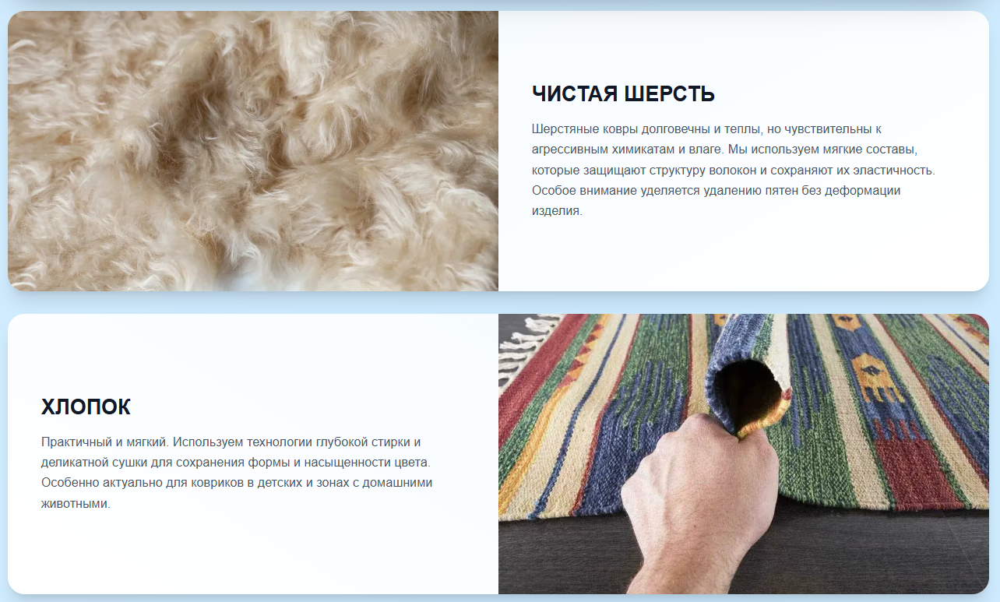 ЧИСТАЯ ШЕРСТЬ
Шерстяные ковры долговечны и теплы, но чувствительны к
агрессивным химикатам и влаге. Мы используем мягкие составы,
которые защищают структуру волокон и сохраняют их эластичность.
Особое внимание уделяется удалению пятен без деформации
изделия.
ХЛОПОК
Практичный и мягкий. Используем технологии глубокой стирки и
деликатной сушки для сохранения формы и насыщенности цвета.
Особенно актуально для ковриков в детских и зонах с домашними
животными.